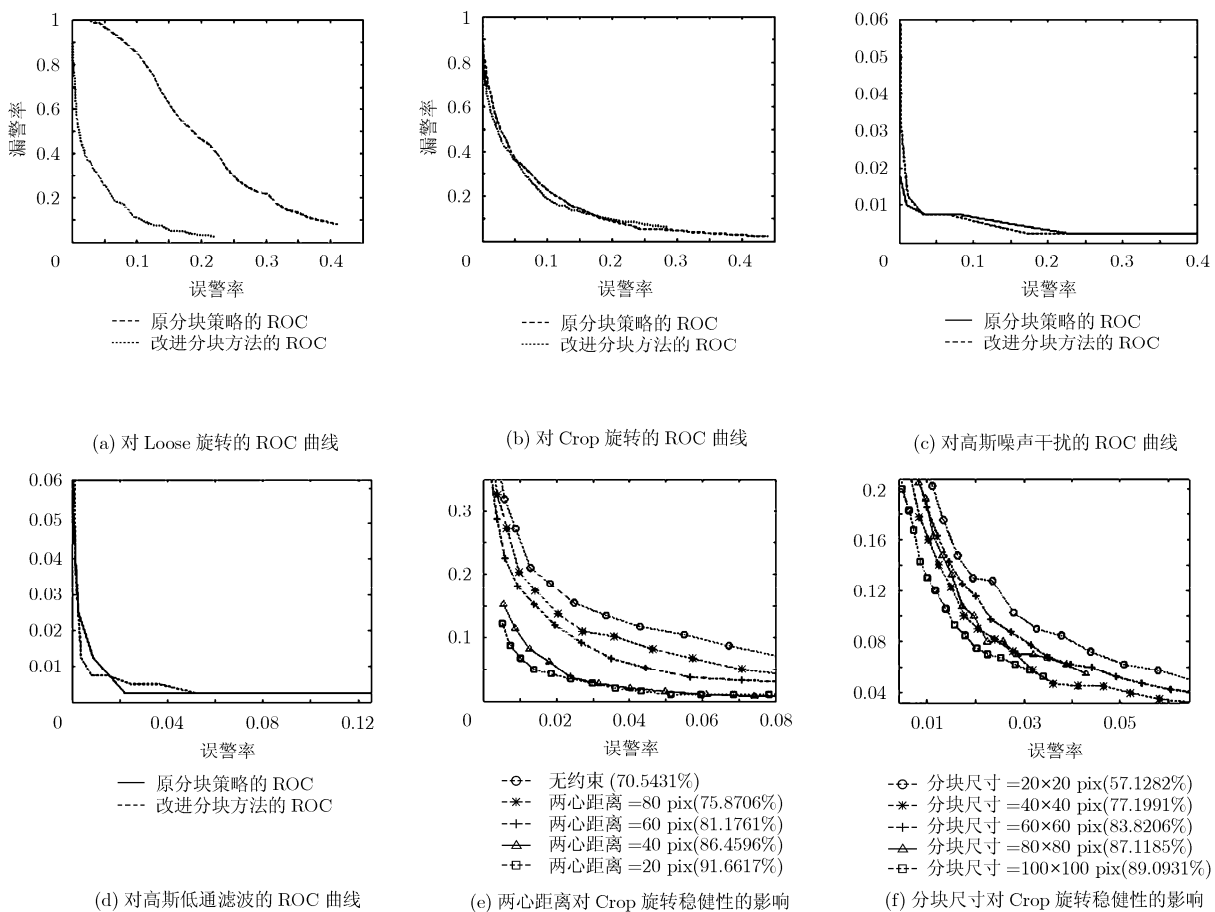 1
0.8
0.6
0.4
0.2
0
0.1
0.2
0.3
0.4
漏警率
误警率
原分块策略的 ROC
改进分块方法的 ROC
(a) 对 Loose 旋转的 ROC 曲线
1
0.8
0.6
0.4
0.2
0
0.1
0.2
0.3
0.4
漏警率
误警率
原分块策略的 ROC
改进分块方法的 ROC
(b) 对 Crop 旋转的 ROC 曲线
0.06
0.05
0.04
0.03
0.02
0.01
0
0.1
0.2
0.3
0.4
误警率
原分块策略的 ROC
改进分块方法的 ROC
(c) 对高斯噪声干扰的 ROC 曲线
0.06
0.05
0.04
0.03
0.02
0.01
0
0.04
0.08
0.12
误警率
原分块策略的 ROC
改进分块方法的 ROC
(d) 对高斯低通滤波的 ROC 曲线
0.3
0.2
0.1
0
0.02
0.04
0.06
0.08
误警率
无约束 (70.5431%)
两心距离 =80 pix(75.8706%)
两心距离 =60 pix(81.1761%)
两心距离 =40 pix(86.4596%)
两心距离 =20 pix(91.6617%)
(e) 两心距离对 Crop 旋转稳健性的影响
0.2
0.16
0.12
0.08
0.04
0.01
0.03
0.05
误警率
分块尺寸 =20×20 pix(57.1282%)
分块尺寸 =40×40 pix(77.1991%)
分块尺寸 =60×60 pix(83.8206%)
分块尺寸 =80×80 pix(87.1185%)
分块尺寸 =100×100 pix(89.0931%)
(f) 分块尺寸对 Crop 旋转稳健性的影响